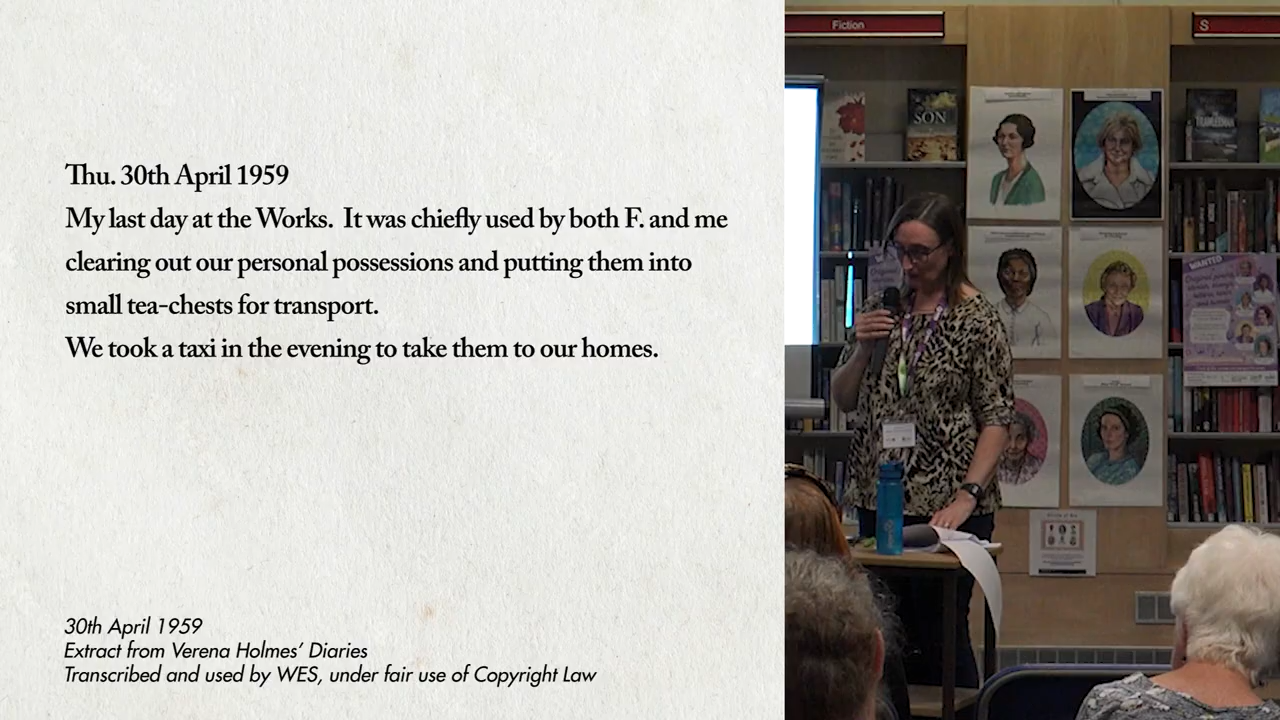 Thu. 30th April 1959
My last day at the Works.  It was chiefly used by both F. and me
clearing out our personal possessions and putting them into
small tea-chests for transport.
We took a taxi in the evening to take them to our homes.
30th April 1959
Extract from Verena Holmes' Diaries
Transcribed and used by WES, under fair use of Copyright Law
Fiction
S
SON
WANTED